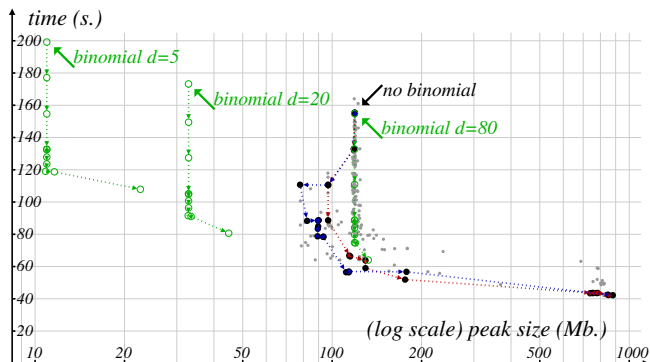 time (s.)
200
binomial d=5
180
no binomial
binomial d=20
160
binomial d=80
140
120
100
80
60
40
20
(log scale) peak size (Mb.)
10 20 50 100 200 500 1000